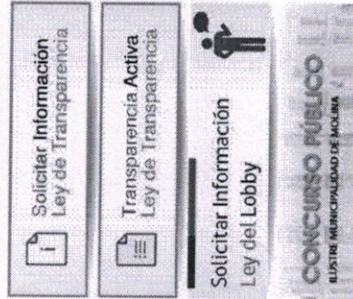 Solicitar Información
Ley de Transparencia
Transparencia Activa
Ley de Transparencia
Solicitar Información
Ley del Lobby
CONCURSO PÚBLICO
ILUSTRE MUNICIPALIDAD DE MOLINA